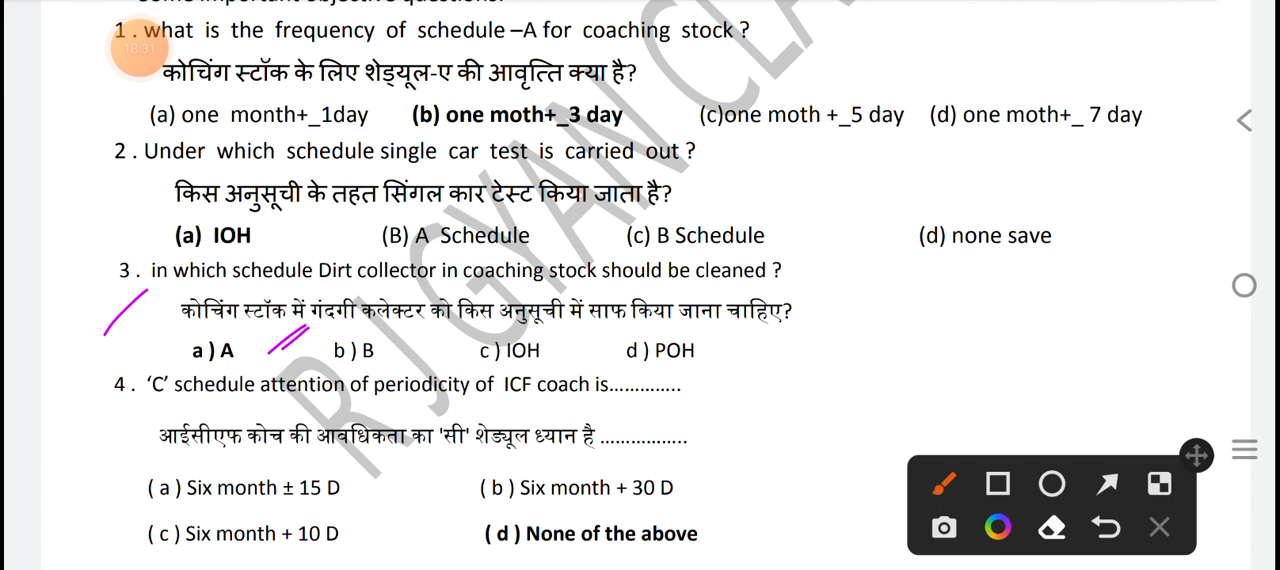 1 . what is the frequency of schedule –A for coaching stock ?
18:31
कोचिंग स्टॉक के लिए शेड्यूल-ए की आवृत्ति क्या है?
(a) one month+_1day (b) one moth+_3 day (c)one moth +_5 day (d) one moth+_ 7 day
2 . Under which schedule single car test is carried out ?
किस अनुसूची के तहत सिंगल कार टेस्ट किया जाता है?
(a) IOH (B) A Schedule (c) B Schedule (d) none save
3 . in which schedule Dirt collector in coaching stock should be cleaned ?
कोचिंग स्टॉक में गंदगी कलेक्टर को किस अनुसूची में साफ किया जाना चाहिए?
a ) A b ) B c ) IOH d ) POH
4 . ‘C’ schedule attention of periodicity of ICF coach is.............
आईसीएफ कोच की आवधिकता का 'सी' शेड्यूल ध्यान है ................
( a ) Six month ± 15 D ( b ) Six month + 30 D
( c ) Six month + 10 D ( d ) None of the above
R J GYAN CLA